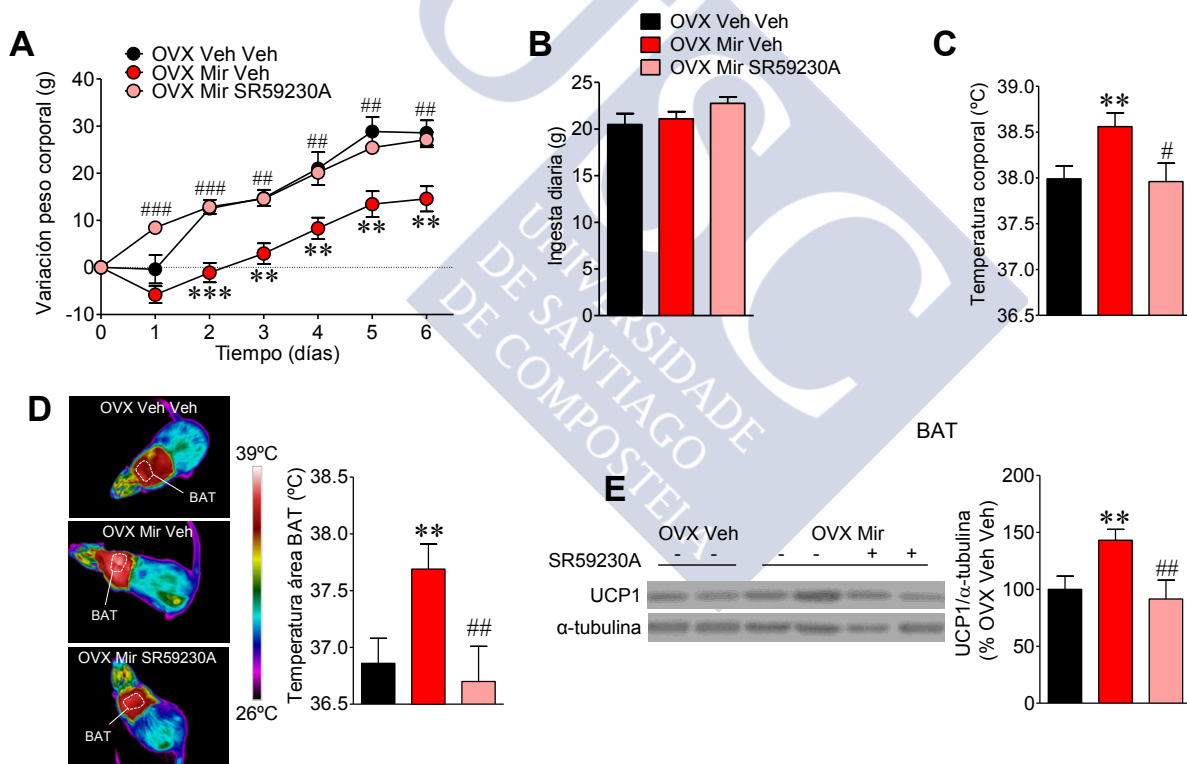 A
OVX Veh Veh
OVX Mir Veh
OVX Mir SR59230A
Variación peso corporal (g)
40
30
20
10
0
-10
###
###
##
##
##
##
***
**
**
**
**
0 1 2 3 4 5 6
Tiempo (días)
B
OVX Veh Veh
OVX Mir Veh
OVX Mir SR59230A
Ingesta diaria (g)
25
20
15
10
5
0
C
Temperatura corporal (ºC)
39.0
38.5
38.0
37.5
37.0
36.5
**
#
USC
UNIVERSIDADE
DE SANTIAGO
DE COMPOSTELA
D
OVX Veh Veh
BAT
OVX Mir Veh
BAT
OVX Mir SR59230A
BAT
39ºC
26ºC
Temperatura área BAT (ºC)
38.5
38.0
37.5
37.0
36.5
**
##
E
BAT
OVX Veh OVX Mir
SR59230A - - - - + +
UCP1
α-tubulina
UCP1/α-tubulina
(% OVX Veh Veh)
200
150
100
50
0
**
##